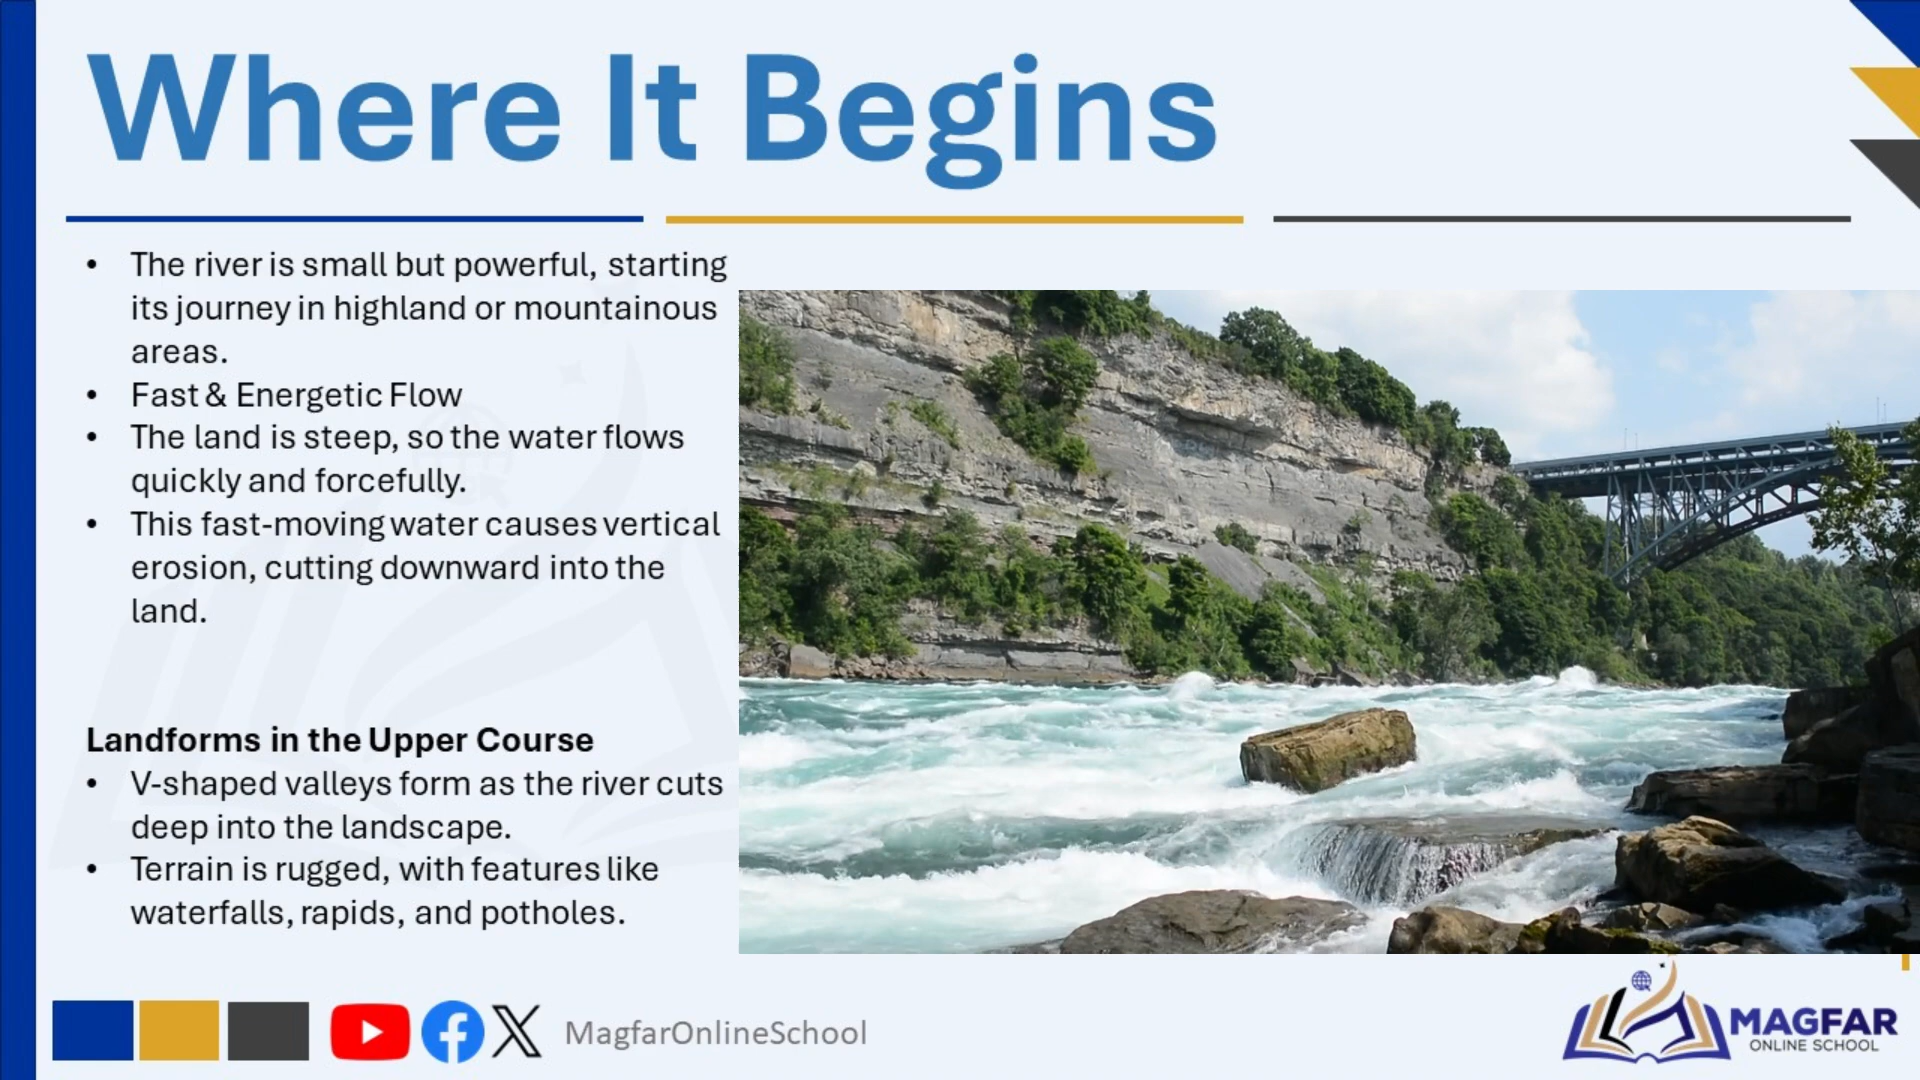 Where It Begins
• The river is small but powerful, starting
its journey in highland or mountainous
areas.
• Fast & Energetic Flow
• The land is steep, so the water flows
quickly and forcefully.
• This fast-moving water causes vertical
erosion, cutting downward into the
land.
Landforms in the Upper Course
• V-shaped valleys form as the river cuts
deep into the landscape.
• Terrain is rugged, with features like
waterfalls, rapids, and potholes.
MagfarOnlineSchool
MAGFAR
ONLINE SCHOOL